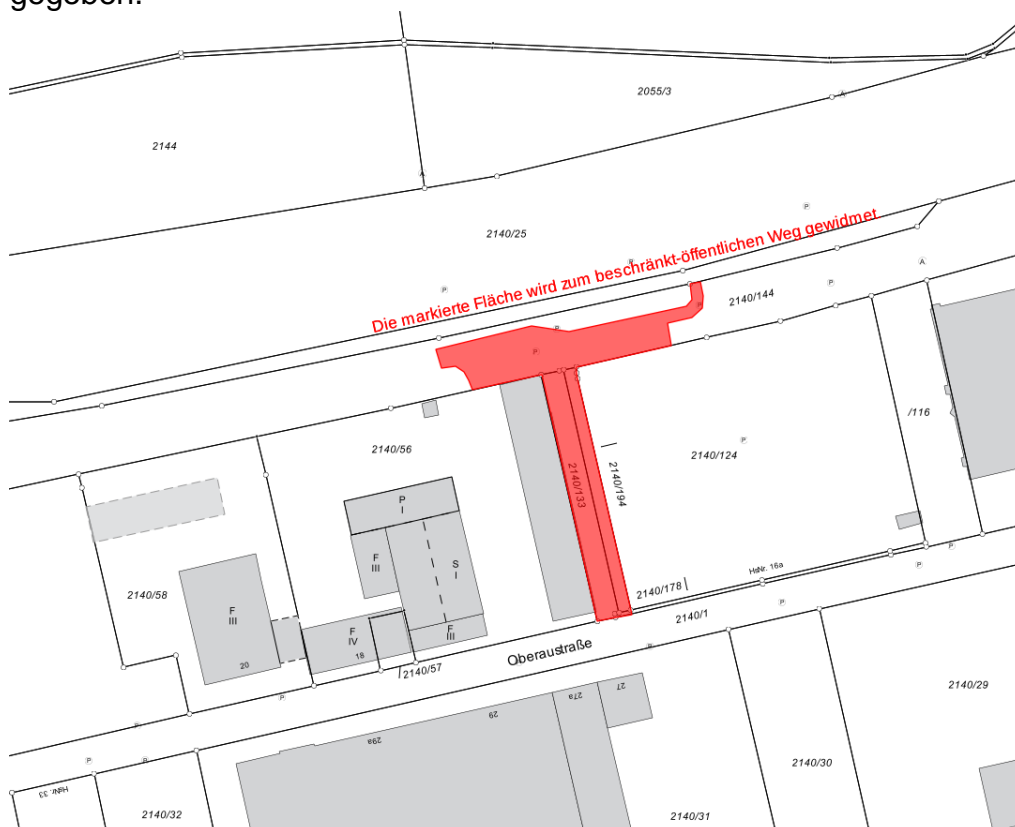 gegeben.
2055/3
A
2144
A
P
2140/25
Die markierte Fläche wird zum beschränkt-öffentlichen Weg gewidmet
P
A
P
P
2140/144
P
P
P
/116
2140/56
P
2140/124
2140/133
2140/194
P
I
F
III
S
I
HsNr. 16a
P
P
2140/58
F
III
2140/178
P
F
IV
F
III
2140/1
18
Oberaustraße
P
20
2140/57
P
27
27a
2140/29
P
29
29a
P
P
2140/30
HsNr. 33
2140/32
2140/31